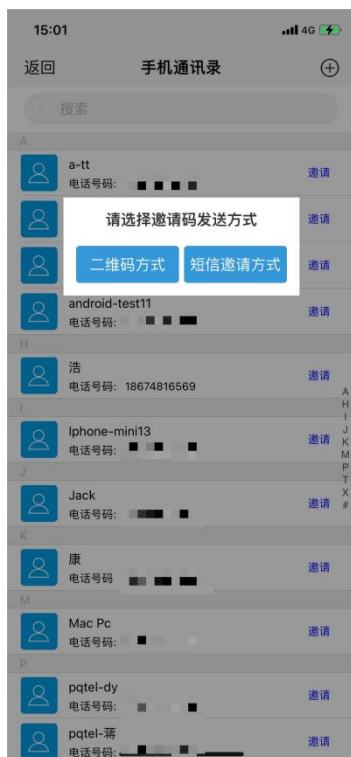 15:01
4G
返回
手机通讯录
搜索
A
a-tt
电话号码:
邀请
请选择邀请码发送方式
邀请
二维码方式
短信邀请方式
邀请
android-test11
电话号码:
邀请
H
浩
电话号码: 18674816569
邀请
I
Iphone-mini13
电话号码:
邀请
J
Jack
电话号码:
邀请
K
康
电话号码
邀请
M
Mac Pc
电话号码:
邀请
P
pqtel-dy
电话号码:
邀请
pqtel-蒋
电话号码:
邀请
A
H
I
J
K
M
P
T
X
#